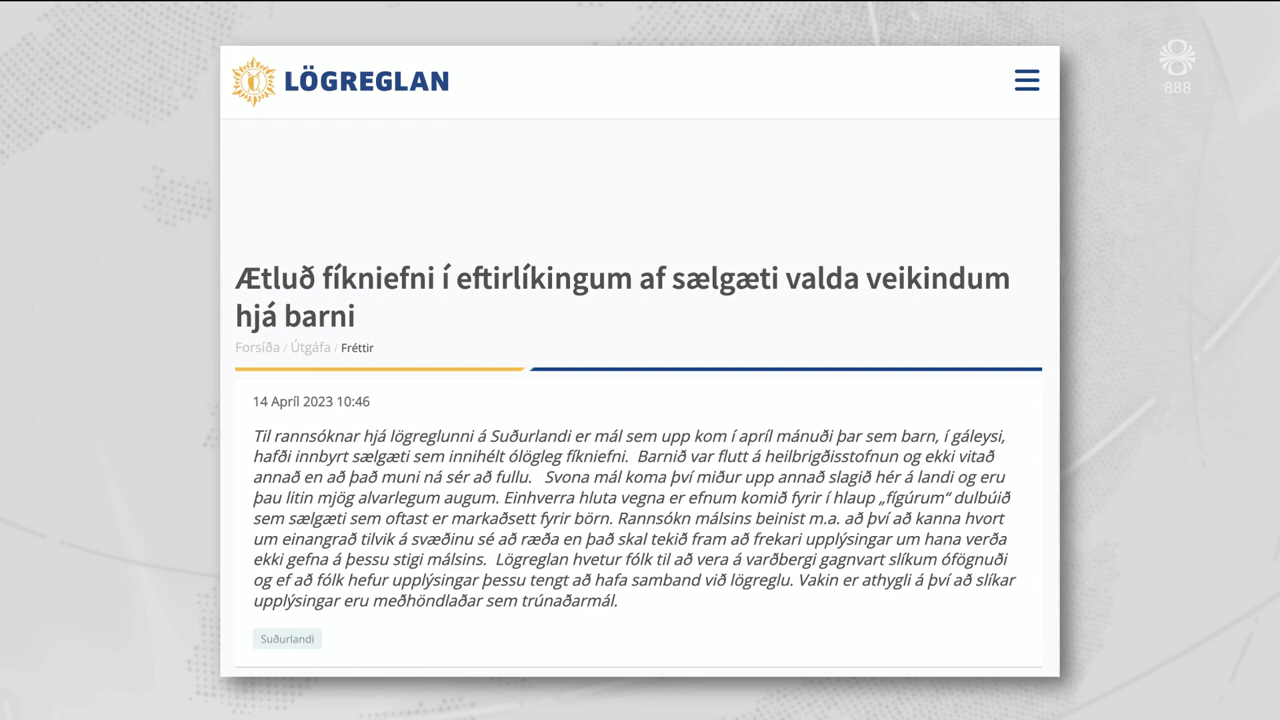 LÖGREGLAN
888
Ætluð fíkniefni í eftirlíkingum af sælgæti valda veikindum
hjá barni
Forsíða / Útgáfa / Fréttir
14 Apríl 2023 10:46
Til rannsóknar hjá lögreglunni á Suðurlandi er mál sem upp kom í apríl mánuði þar sem barn, í gáleysi,
hafði innbyrt sælgæti sem innihélt ólögleg fíkniefni.  Barnið var flutt á heilbrigðisstofnun og ekki vitað
annað en að það muni ná sér að fullu.   Svona mál koma því miður upp annað slagið hér á landi og eru
þau litin mjög alvarlegum augum. Einhverra hluta vegna er efnum komið fyrir í hlaup „fígúrum“ dulbúið
sem sælgæti sem oftast er markaðsett fyrir börn. Rannsókn málsins beinist m.a. að því að kanna hvort
um einangrað tilvik á svæðinu sé að ræða en það skal tekið fram að frekari upplýsingar um hana verða
ekki gefna á þessu stigi málsins.  Lögreglan hvetur fólk til að vera á varðbergi gagnvart slíkum ófögnuði
og ef að fólk hefur upplýsingar þessu tengt að hafa samband við lögreglu. Vakin er athygli á því að slíkar
upplýsingar eru meðhöndlaðar sem trúnaðarmál.
Suðurlandi